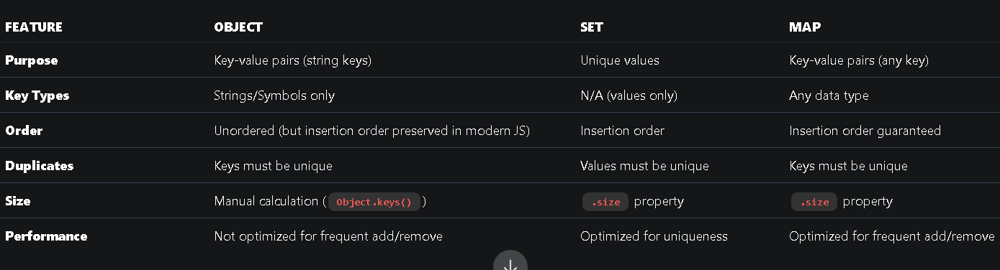 FEATURE OBJECT SET MAP
Purpose Key-value pairs (string keys) Unique values Key-value pairs (any key)
Key Types Strings/Symbols only N/A (values only) Any data type
Order Unordered (but insertion order preserved in modern JS) Insertion order Insertion order guaranteed
Duplicates Keys must be unique Values must be unique Keys must be unique
Size Manual calculation ( Object.keys() ) .size property .size property
Performance Not optimized for frequent add/remove Optimized for uniqueness Optimized for frequent add/remove